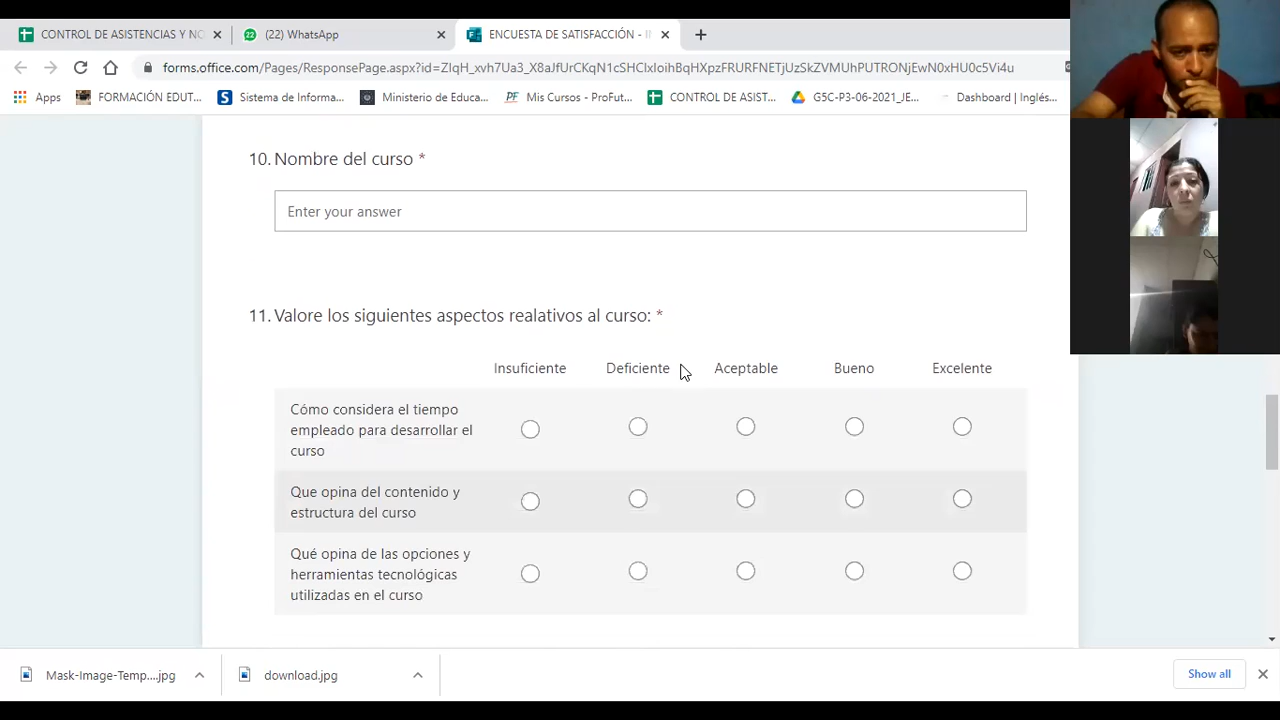 CONTROL DE ASISTENCIAS Y NO
(22) WhatsApp
ENCUESTA DE SATISFACCIÓN - I
forms.office.com/Pages/ResponsePage.aspx?id=ZIqH_xvh7Ua3_X8aJfUrCKqN1cSHCIxIoihBqHXpzFRURFNETjUzSkZVMUhPUTRONjEwN0xHU0c5Vi4u
Apps
FORMACIÓN EDUT...
Sistema de Informa...
Ministerio de Educa...
PF Mis Cursos - ProFut...
CONTROL DE ASIST...
G5C-P3-06-2021_JE...
Dashboard | Inglés...
10. Nombre del curso *
Enter your answer
11. Valore los siguientes aspectos realativos al curso: *
Insuficiente Deficiente Aceptable Bueno Excelente
Cómo considera el tiempo
empleado para desarrollar el
curso
Que opina del contenido y
estructura del curso
Qué opina de las opciones y
herramientas tecnológicas
utilizadas en el curso
Mask-Image-Temp....jpg
download.jpg
Show all